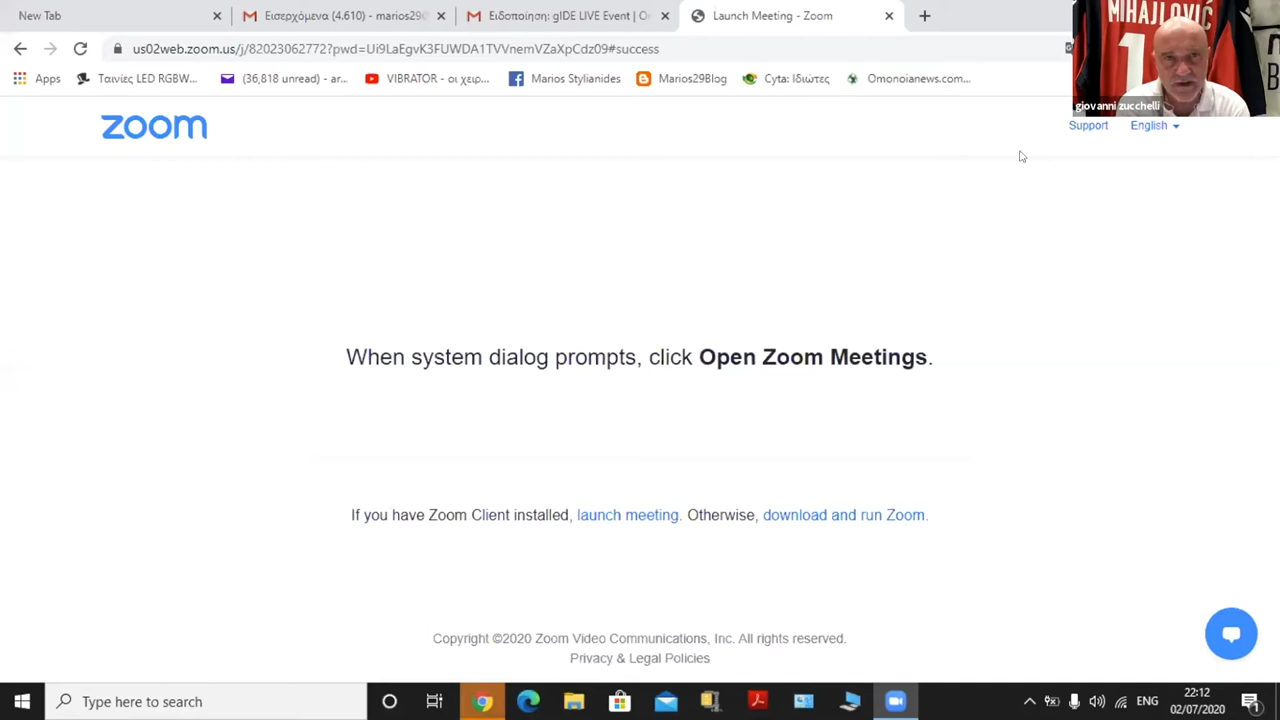 New Tab
Εισερχόμενα (4.610) - marios29@
Ειδοποίηση: gIDE LIVE Event | O
Launch Meeting - Zoom
us02web.zoom.us/j/82023062772?pwd=Ui9LaEgvK3FUWDA1TVVnemVZaXpCdz09#success
Apps
Ταινίες LED RGBW...
(36,818 unread) - ar...
VIBRATOR - οι χειρ...
Marios Stylianides
Marios29Blog
Cyta: Ιδιώτες
Omonoianews.com...
MIHAJLOVIĆ
giovanni zucchelli
zoom
Support
English
When system dialog prompts, click Open Zoom Meetings.
If you have Zoom Client installed, launch meeting. Otherwise, download and run Zoom.
Copyright ©2020 Zoom Video Communications, Inc. All rights reserved.
Privacy & Legal Policies
Type here to search
ENG
22:12
02/07/2020
1